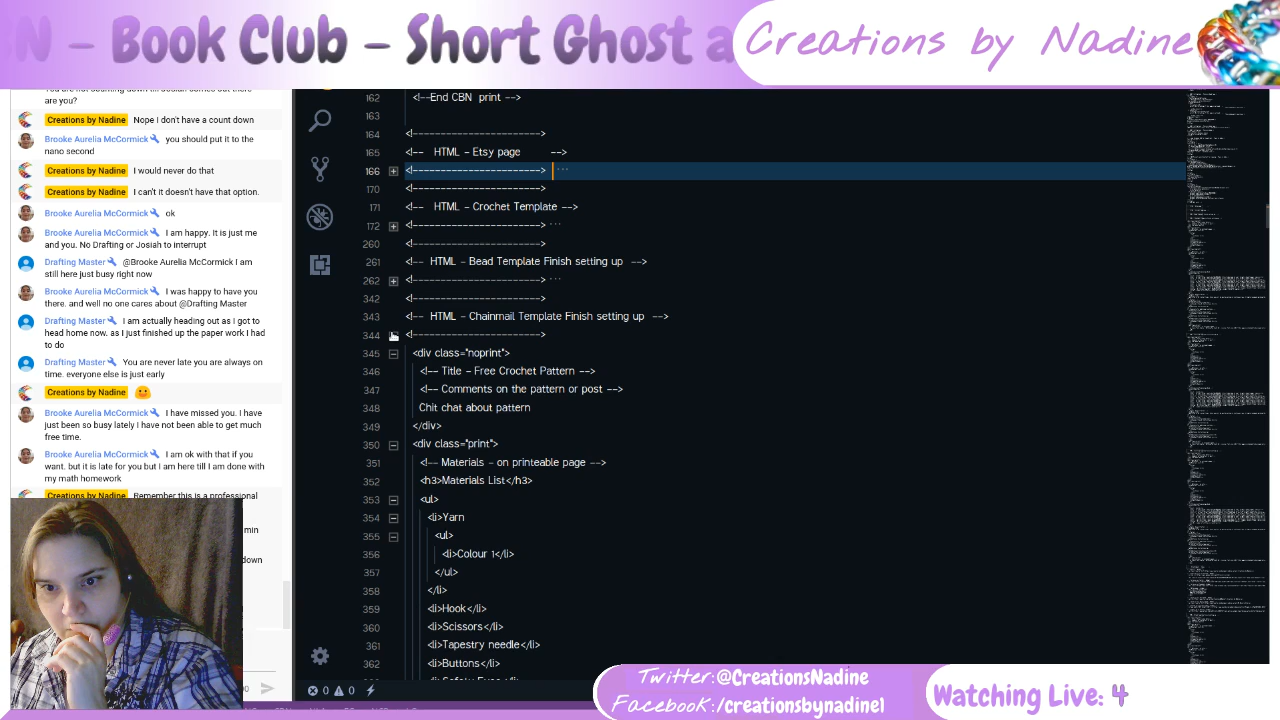 N - Book Club - Short Ghost a
Creations by Nadine
are you?
Creations by Nadine Nope I don't have a count down
Brooke Aurelia McCormick you should put it to the
nano second
Creations by Nadine I would never do that
Creations by Nadine I can't it doesn't have that option.
Brooke Aurelia McCormick ok
Brooke Aurelia McCormick I am happy. It is just me
and you. No Drafting or Josiah to interrupt
Drafting Master @Brooke Aurelia McCormick I am
still here just busy right now
Brooke Aurelia McCormick I was happy to have you
there. and well no one cares about @Drafting Master
Drafting Master I am actually heading out as I got to
head home now. as I just finished up the paper work I had
to do
Drafting Master You are never late you are always on
time. everyone else is just early
Creations by Nadine
Brooke Aurelia McCormick I have missed you. I have
just been so busy lately I have not been able to get much
free time.
Brooke Aurelia McCormick I am ok with that if you
want. but it is late for you but I am here till I am done with
my math homework
Creations by Nadine Remember this is a professional
min
down
162 <!--End CBN print -->
163
164 <!------------------------>
165 <!-- HTML - Etsy page -->
166 <!------------------------> ...
170 <!------------------------>
171 <!-- HTML - Crochet Template -->
172 <!------------------------> ...
260 <!------------------------>
261 <!-- HTML - Bead Template Finish setting up -->
262 <!------------------------> ...
342 <!------------------------>
343 <!-- HTML - Chainmail Template Finish setting up -->
344 <!------------------------>
345 <div class="noprint">
346 <!-- Title - Free Crochet Pattern -->
347 <!-- Comments on the pattern or post -->
348 Chit chat about pattern
349 </div>
350 <div class="print">
351 <!-- Materials - on printeable page -->
352 <h3>Materials List</h3>
353 <ul>
354 <li>Yarn
355 <ul>
356 <li>Colour 1</li>
357 </ul>
358 </li>
359 <li>Hook</li>
360 <li>Scissors</li>
361 <li>Tapestry needle</li>
362 <li>Buttons</li>
0 0
Twitter:@CreationsNadine
Facebook:/creationsbynadine1
Watching Live: 4